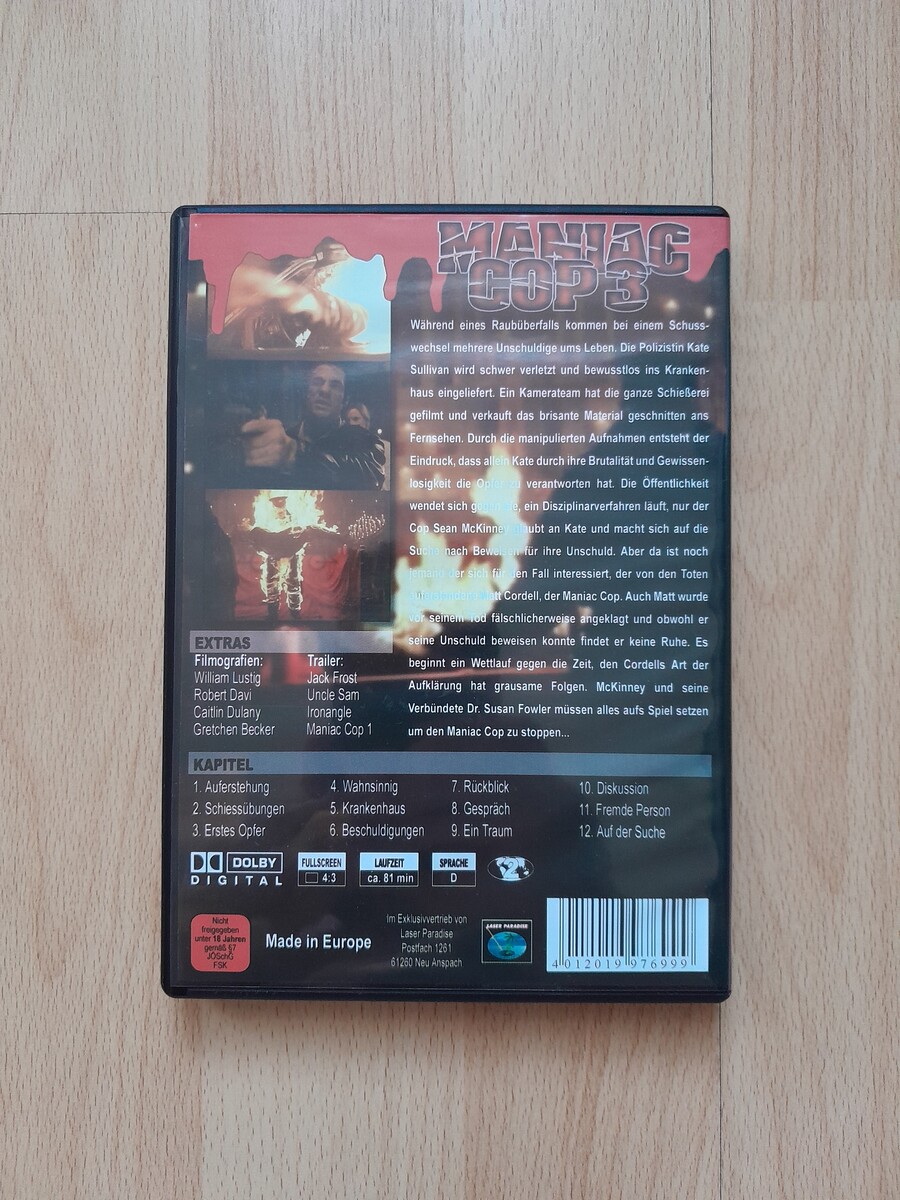 MANIAC
COP 3
Während eines Raubüberfalls kommen bei einem Schuss-
wechsel mehrere Unschuldige ums Leben. Die Polizistin Kate
Sullivan wird schwer verletzt und bewusstlos ins Kranken-
haus eingeliefert. Ein Kamerateam hat die ganze Schießerei
gefilmt und verkauft das brisante Material geschnitten ans
Fernsehen. Durch die manipulierten Aufnahmen entsteht der
Eindruck, dass allein Kate durch ihre Brutalität und Gewissen-
losigkeit die Opfer zu verantworten hat. Die Öffentlichkeit
wendet sich gegen sie, ein Disziplinarverfahren läuft, nur der
Cop Sean McKinney glaubt an Kate und macht sich auf die
Suche nach Beweisen für ihre Unschuld. Aber da ist noch
jemand der sich für den Fall interessiert, der von den Toten
Matt Cordell, der Maniac Cop. Auch Matt wurde
vor seinem Tod fälschlicherweise angeklagt und obwohl er
seine Unschuld beweisen konnte findet er keine Ruhe. Es
beginnt ein Wettlauf gegen die Zeit, den Cordells Art der
Aufklärung hat grausame Folgen. McKinney und seine
Verbündete Dr. Susan Fowler müssen alles aufs Spiel setzen
um den Maniac Cop zu stoppen...
EXTRAS
Filmografien:
William Lustig
Robert Davi
Caitlin Dulany
Gretchen Becker
Trailer:
Jack Frost
Uncle Sam
Ironangle
Maniac Cop 1
KAPITEL
1. Auferstehung
2. Schiessübungen
3. Erstes Opfer
4. Wahnsinnig
5. Krankenhaus
6. Beschuldigungen
7. Rückblick
8. Gespräch
9. Ein Traum
10. Diskussion
11. Fremde Person
12. Auf der Suche
DOLBY
DIGITAL
FULLSCREEN
4:3
LAUFZEIT
ca. 81 min
SPRACHE
D
2
Nicht
freigegeben
unter 18 Jahren
gemäß §7
JÖSchG
FSK
Made in Europe
Im Exklusivvertrieb von
Laser Paradise
Postfach 1261
61260 Neu Anspach
LASER PARADISE
4 012019 976999